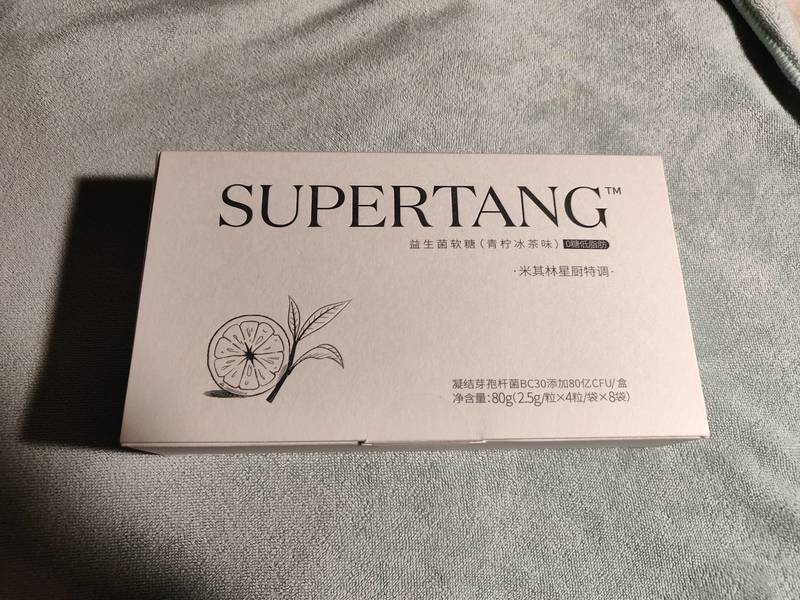 SUPERTANG™
益生菌软糖（青柠冰茶味） 0糖低脂肪
·米其林星厨特调·
凝结芽孢杆菌BC30添加80亿CFU/盒
净含量：80g(2.5g/粒×4粒/袋×8袋)